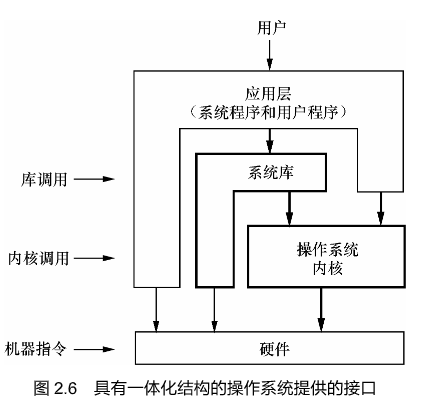 用户
应用层
（系统程序和用户程序）
库调用
系统库
内核调用
操作系统
内核
机器指令
硬件
图 2.6 具有一体化结构的操作系统提供的接口